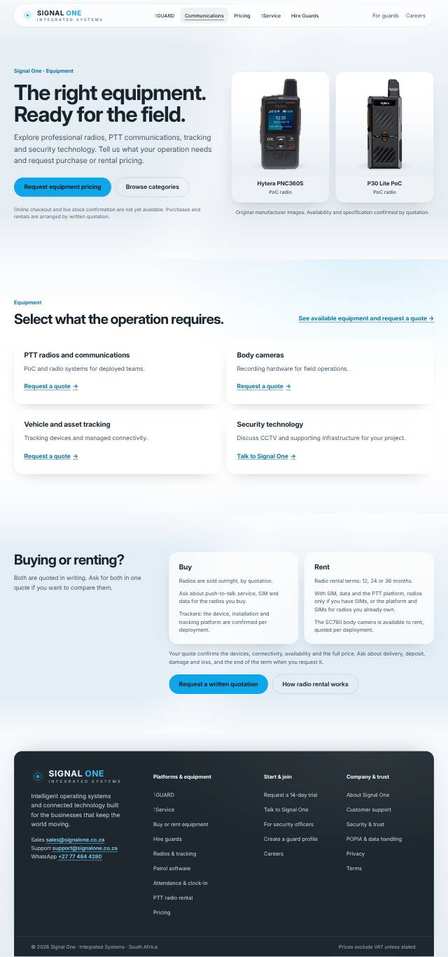 SIGNAL ONE
INTEGRATED SYSTEMS
GUARD
Communications
Pricing
Service
Hire Guards
For guards
Careers
Signal One · Equipment
The right equipment.
Ready for the field.
Explore professional radios, PTT communications, tracking
and security technology. Tell us what your operation needs
and request purchase or rental pricing.
Request equipment pricing
Browse categories
Online checkout and live stock confirmation are not yet available. Purchases and
rentals are arranged by written quotation.
Hytera PNC360S
PoC radio
P30 Lite PoC
PoC radio
Original manufacturer images. Availability and specification confirmed by quotation.
Equipment
Select what the operation requires.
See available equipment and request a quote →
PTT radios and communications
PoC and radio systems for deployed teams.
Request a quote →
Body cameras
Recording hardware for field operations.
Request a quote →
Vehicle and asset tracking
Tracking devices and managed connectivity.
Request a quote →
Security technology
Discuss CCTV and supporting infrastructure for your project.
Talk to Signal One →
Buying or renting?
Both are quoted in writing. Ask for both in one
quote if you want to compare them.
Buy
Radios are sold outright, by quotation.
Ask about push-to-talk service, SIM and
data for the radios you buy.
Trackers: the device, installation and
tracking platform are confirmed per
deployment.
Rent
Radio rental terms: 12, 24 or 36 months.
With SIM, data and the PTT platform, radios
only if you have SIMs, or the platform and
SIMs for radios you already own.
The SC780 body camera is available to rent,
quoted per deployment.
Your quote confirms the devices, connectivity, availability and the full price. Ask about delivery, deposit,
damage and loss, and the end of the term when you request it.
Request a written quotation
How radio rental works
SIGNAL ONE
INTEGRATED SYSTEMS
Intelligent operating systems
and connected technology built
for the businesses that keep the
world moving.
Sales sales@signalone.co.za
Support support@signalone.co.za
WhatsApp +27 77 464 4280
Platforms & equipment
GUARD
Service
Buy or rent equipment
Hire guards
Radios & tracking
Patrol software
Attendance & clock-in
PTT radio rental
Pricing
Start & join
Request a 14-day trial
Talk to Signal One
For security officers
Create a guard profile
Careers
Company & trust
About Signal One
Customer support
Security & trust
POPIA & data handling
Privacy
Terms
© 2026 Signal One · Integrated Systems · South Africa
Prices exclude VAT unless stated